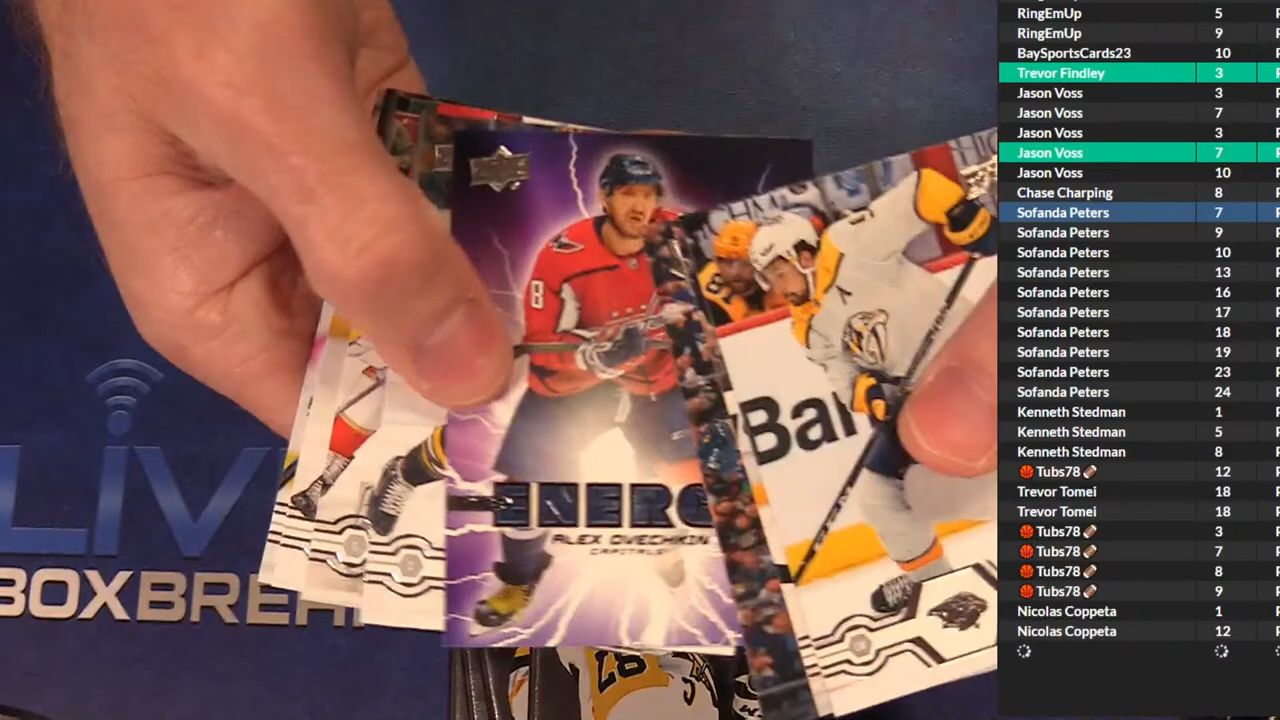 RingEmUp 5
RingEmUp 9
BaySportsCards23 10
Trevor Findley 3
Jason Voss 3
Jason Voss 7
Jason Voss 3
Jason Voss 7
Jason Voss 10
Chase Charping 8
Sofanda Peters 7
Sofanda Peters 9
Sofanda Peters 10
Sofanda Peters 13
Sofanda Peters 16
Sofanda Peters 17
Sofanda Peters 18
Sofanda Peters 19
Sofanda Peters 23
Sofanda Peters 24
Kenneth Stedman 1
Kenneth Stedman 5
Kenneth Stedman 8
🏀 Tubs78 🏈 12
Trevor Tomei 18
Trevor Tomei 18
🏀 Tubs78 🏈 3
🏀 Tubs78 🏈 7
🏀 Tubs78 🏈 8
🏀 Tubs78 🏈 9
Nicolas Coppeta 1
Nicolas Coppeta 12
8
A
Bar
ENERG
ALEX OVECHKIN
CAPITALS
LiV
BOXBREA